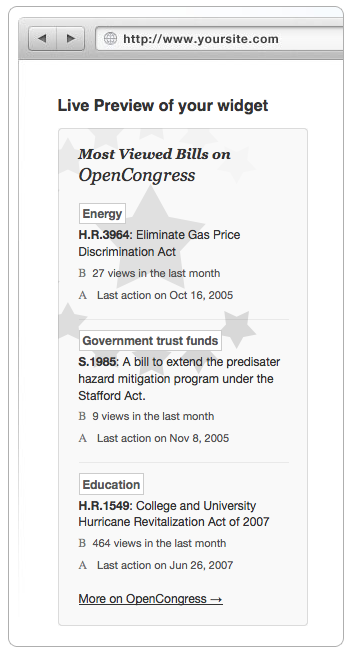 http://www.yoursite.com
Live Preview of your widget
Most Viewed Bills on
OpenCongress
Energy
H.R.3964: Eliminate Gas Price
Discrimination Act
B 27 views in the last month
A Last action on Oct 16, 2005
Government trust funds
S.1985: A bill to extend the predisater
hazard mitigation program under the
Stafford Act.
B 9 views in the last month
A Last action on Nov 8, 2005
Education
H.R.1549: College and University
Hurricane Revitalization Act of 2007
B 464 views in the last month
A Last action on Jun 26, 2007
More on OpenCongress →